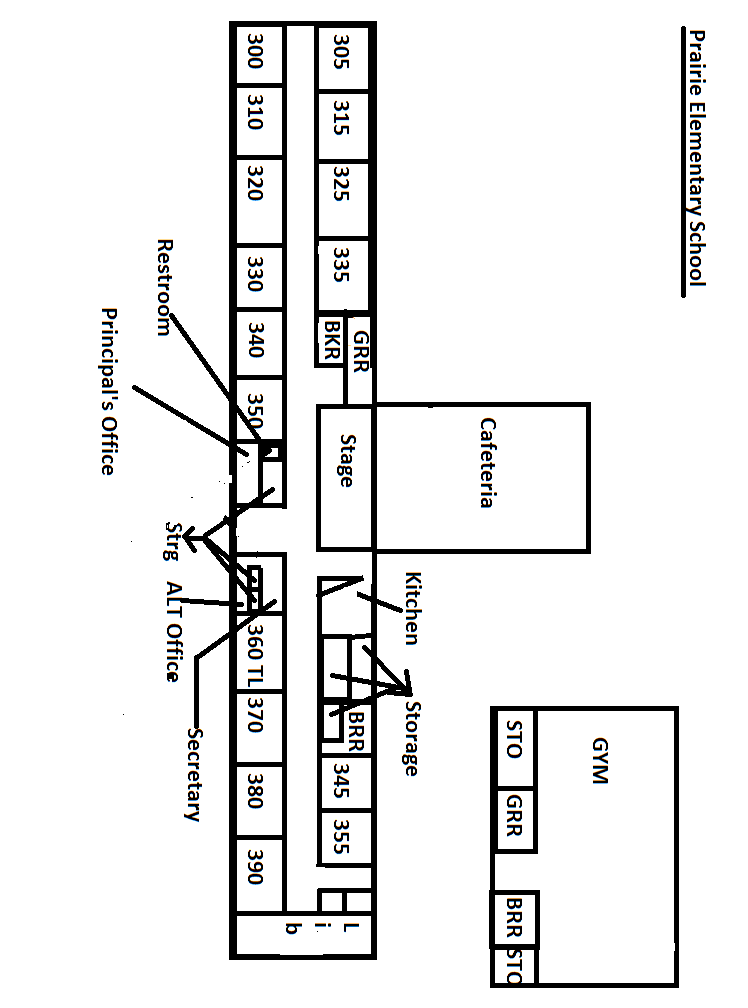 Prairie Elementary School
305
315
325
335
BKR
GRR
Stage
Cafeteria
Kitchen
Storage
BRR
345
355
L
i
b
300
310
320
330
340
350
360 TL
370
380
390
Restroom
Principal's Office
Strg
ALT Office
Secretary
GYM
STO
GRR
BRR
STO